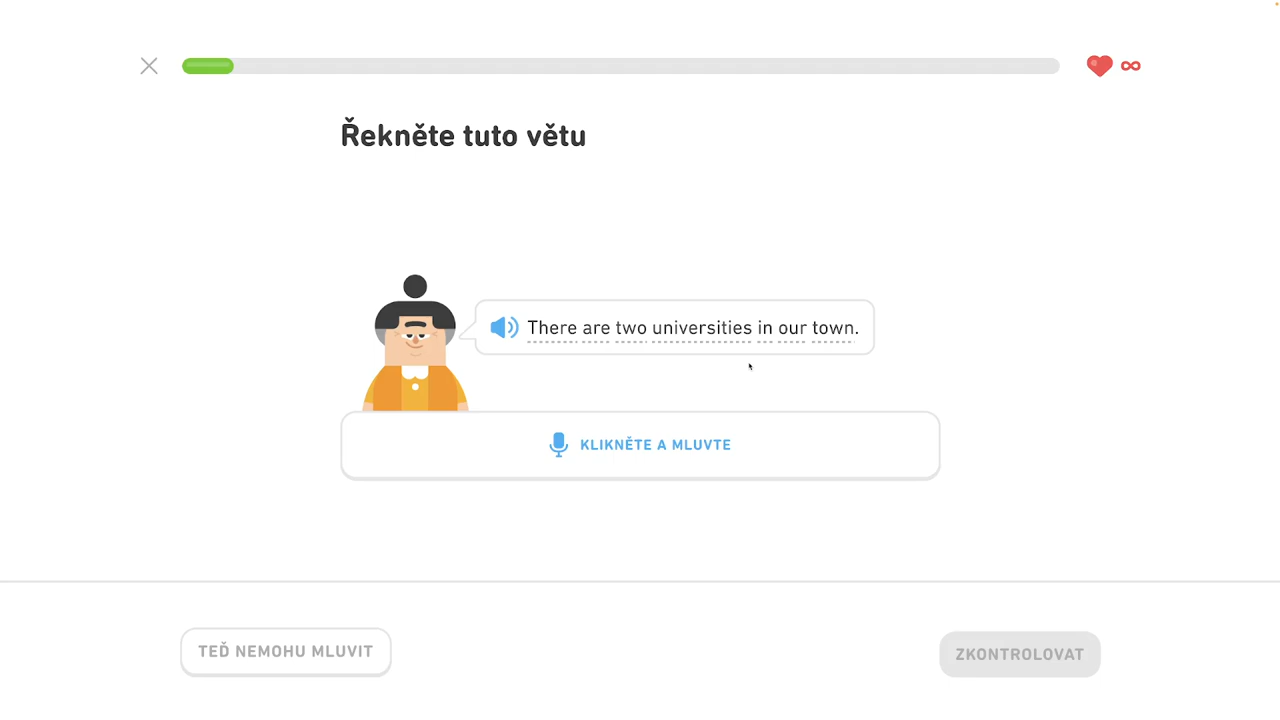 Řekněte tuto větu
There are two universities in our town.
KLIKNĚTE A MLUVTE
TEĎ NEMOHU MLUVIT
ZKONTROLOVAT